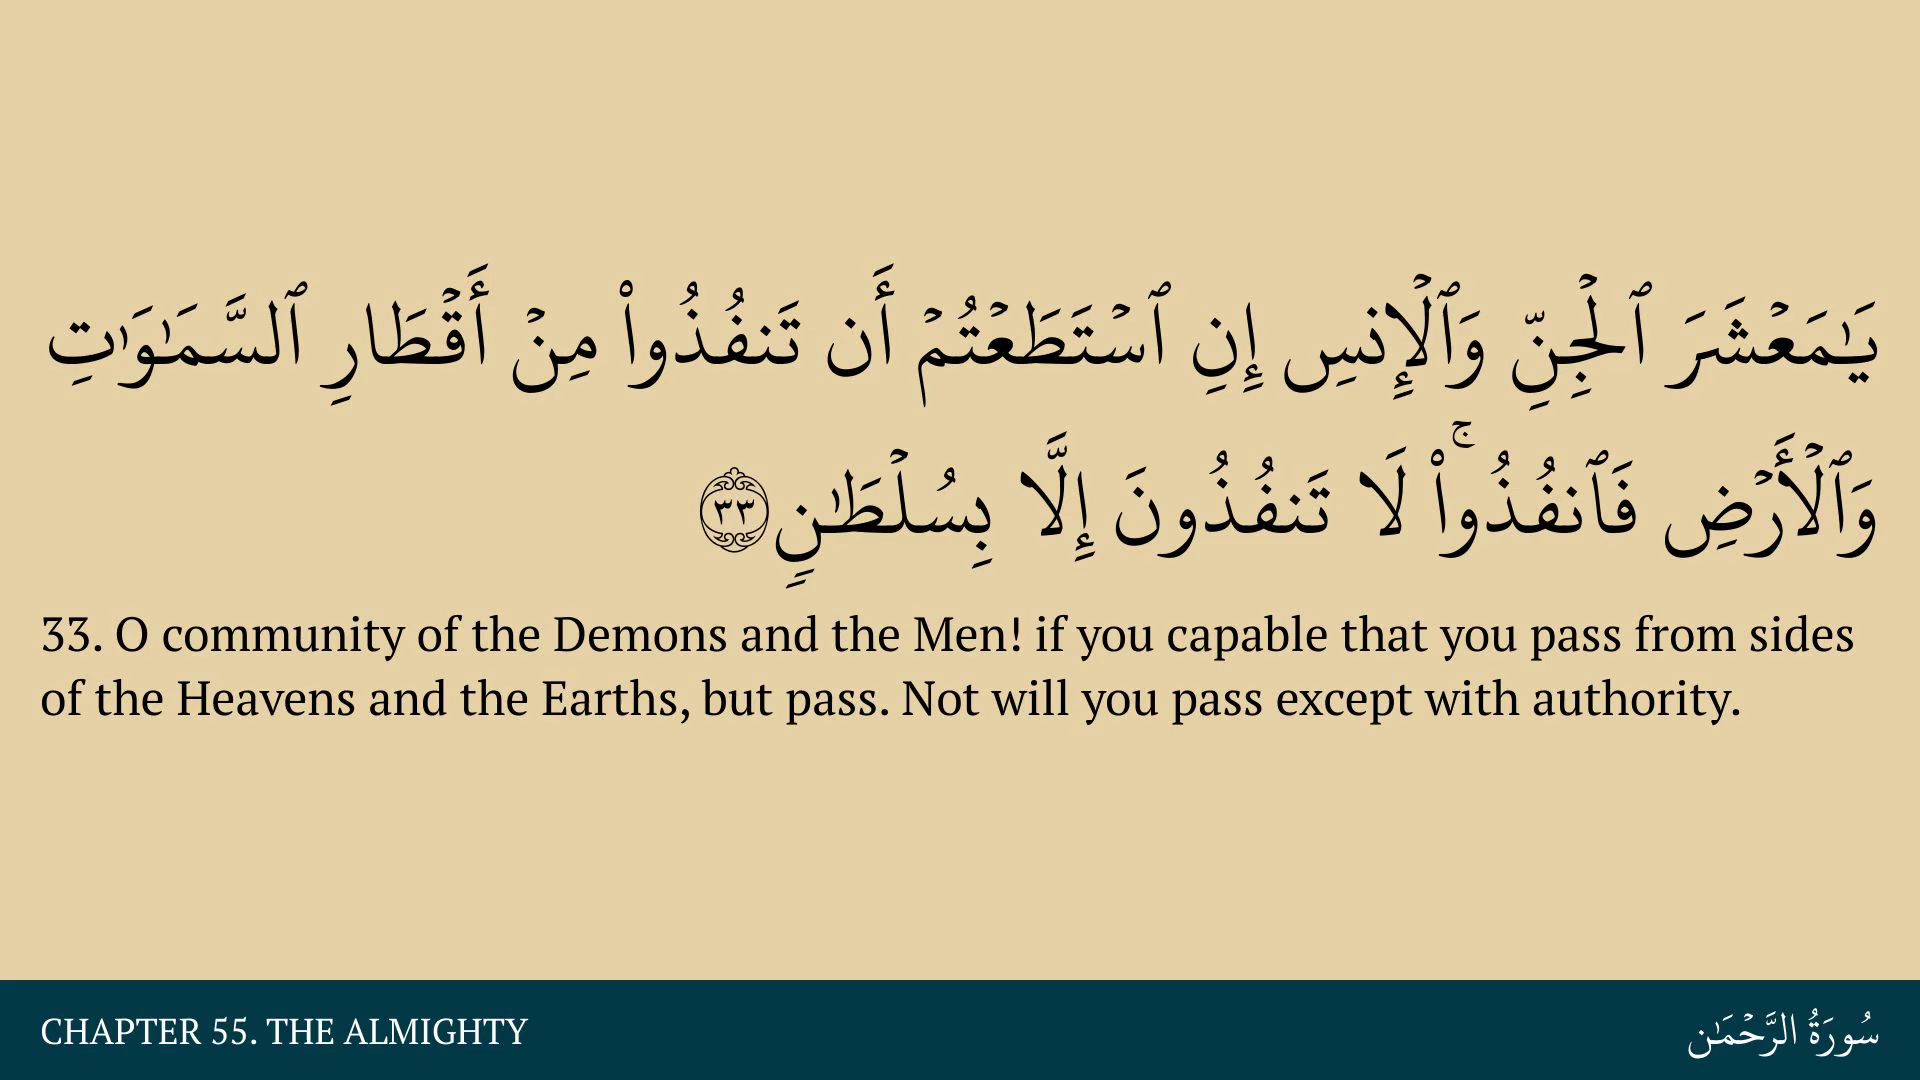 يَـٰمَعۡشَرَ ٱلۡجِنِّ وَٱلۡإِنسِ إِنِ ٱسۡتَطَعۡتُمۡ أَن تَنفُذُواْ مِنۡ أَقۡطَارِ ٱلسَّمَـٰوَٰتِ
وَٱلۡأَرۡضِ فَٱنفُذُواْۚ لَا تَنفُذُونَ إِلَّا بِسُلۡطَـٰنٍۢ ٣٣
33. O community of the Demons and the Men! if you capable that you pass from sides
of the Heavens and the Earths, but pass. Not will you pass except with authority.
CHAPTER 55. THE ALMIGHTY
سُورَةُ الرَّحۡمَـٰن